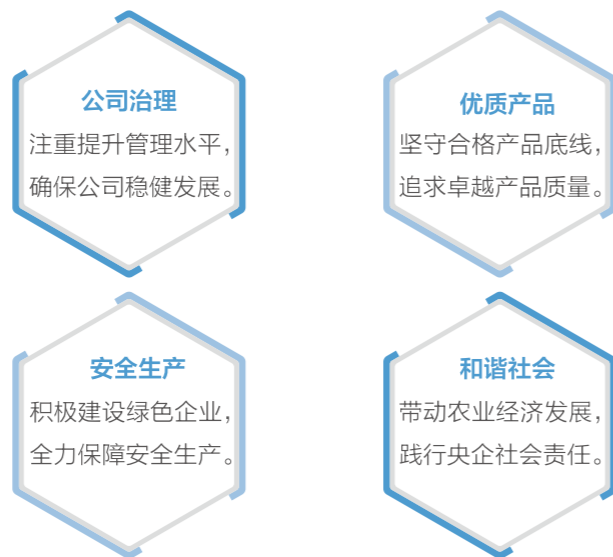 公司治理
注重提升管理水平，
确保公司稳健发展。
优质产品
坚守合格产品底线，
追求卓越产品质量。
安全生产
积极建设绿色企业，
全力保障安全生产。
和谐社会
带动农业经济发展，
践行央企社会责任。